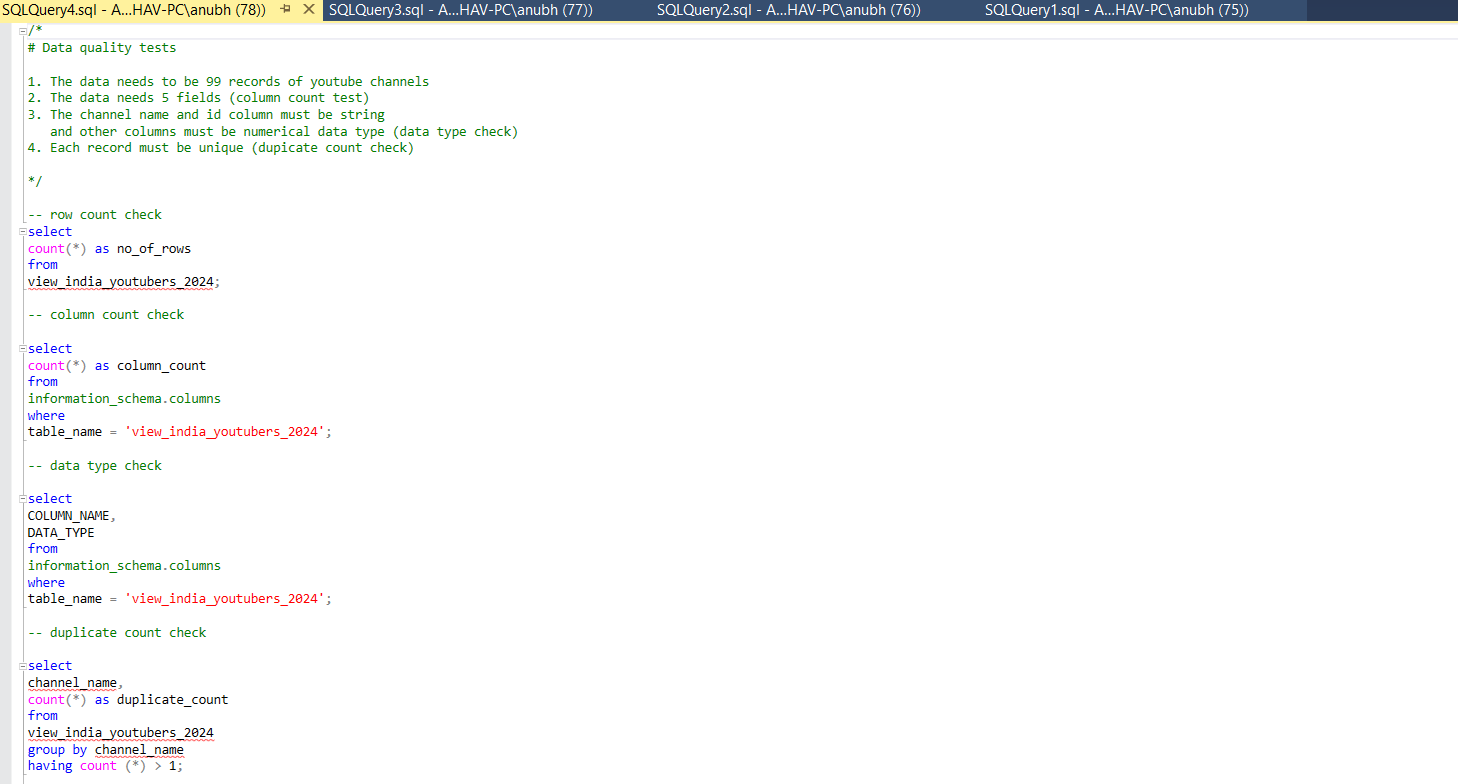 SQLQuery4.sql - A...HAV-PC\anubh (78)) SQLQuery3.sql - A...HAV-PC\anubh (77)) SQLQuery2.sql - A...HAV-PC\anubh (76)) SQLQuery1.sql - A...HAV-PC\anubh (75))
/*
# Data quality tests
1. The data needs to be 99 records of youtube channels
2. The data needs 5 fields (column count test)
3. The channel name and id column must be string
and other columns must be numerical data type (data type check)
4. Each record must be unique (dupicate count check)
*/
-- row count check
select
count(*) as no_of_rows
from
view_india_youtubers_2024;
-- column count check
select
count(*) as column_count
from
information_schema.columns
where
table_name = 'view_india_youtubers_2024';
-- data type check
select
COLUMN_NAME,
DATA_TYPE
from
information_schema.columns
where
table_name = 'view_india_youtubers_2024';
-- duplicate count check
select
channel_name,
count(*) as duplicate_count
from
view_india_youtubers_2024
group by channel_name
having count (*) > 1;